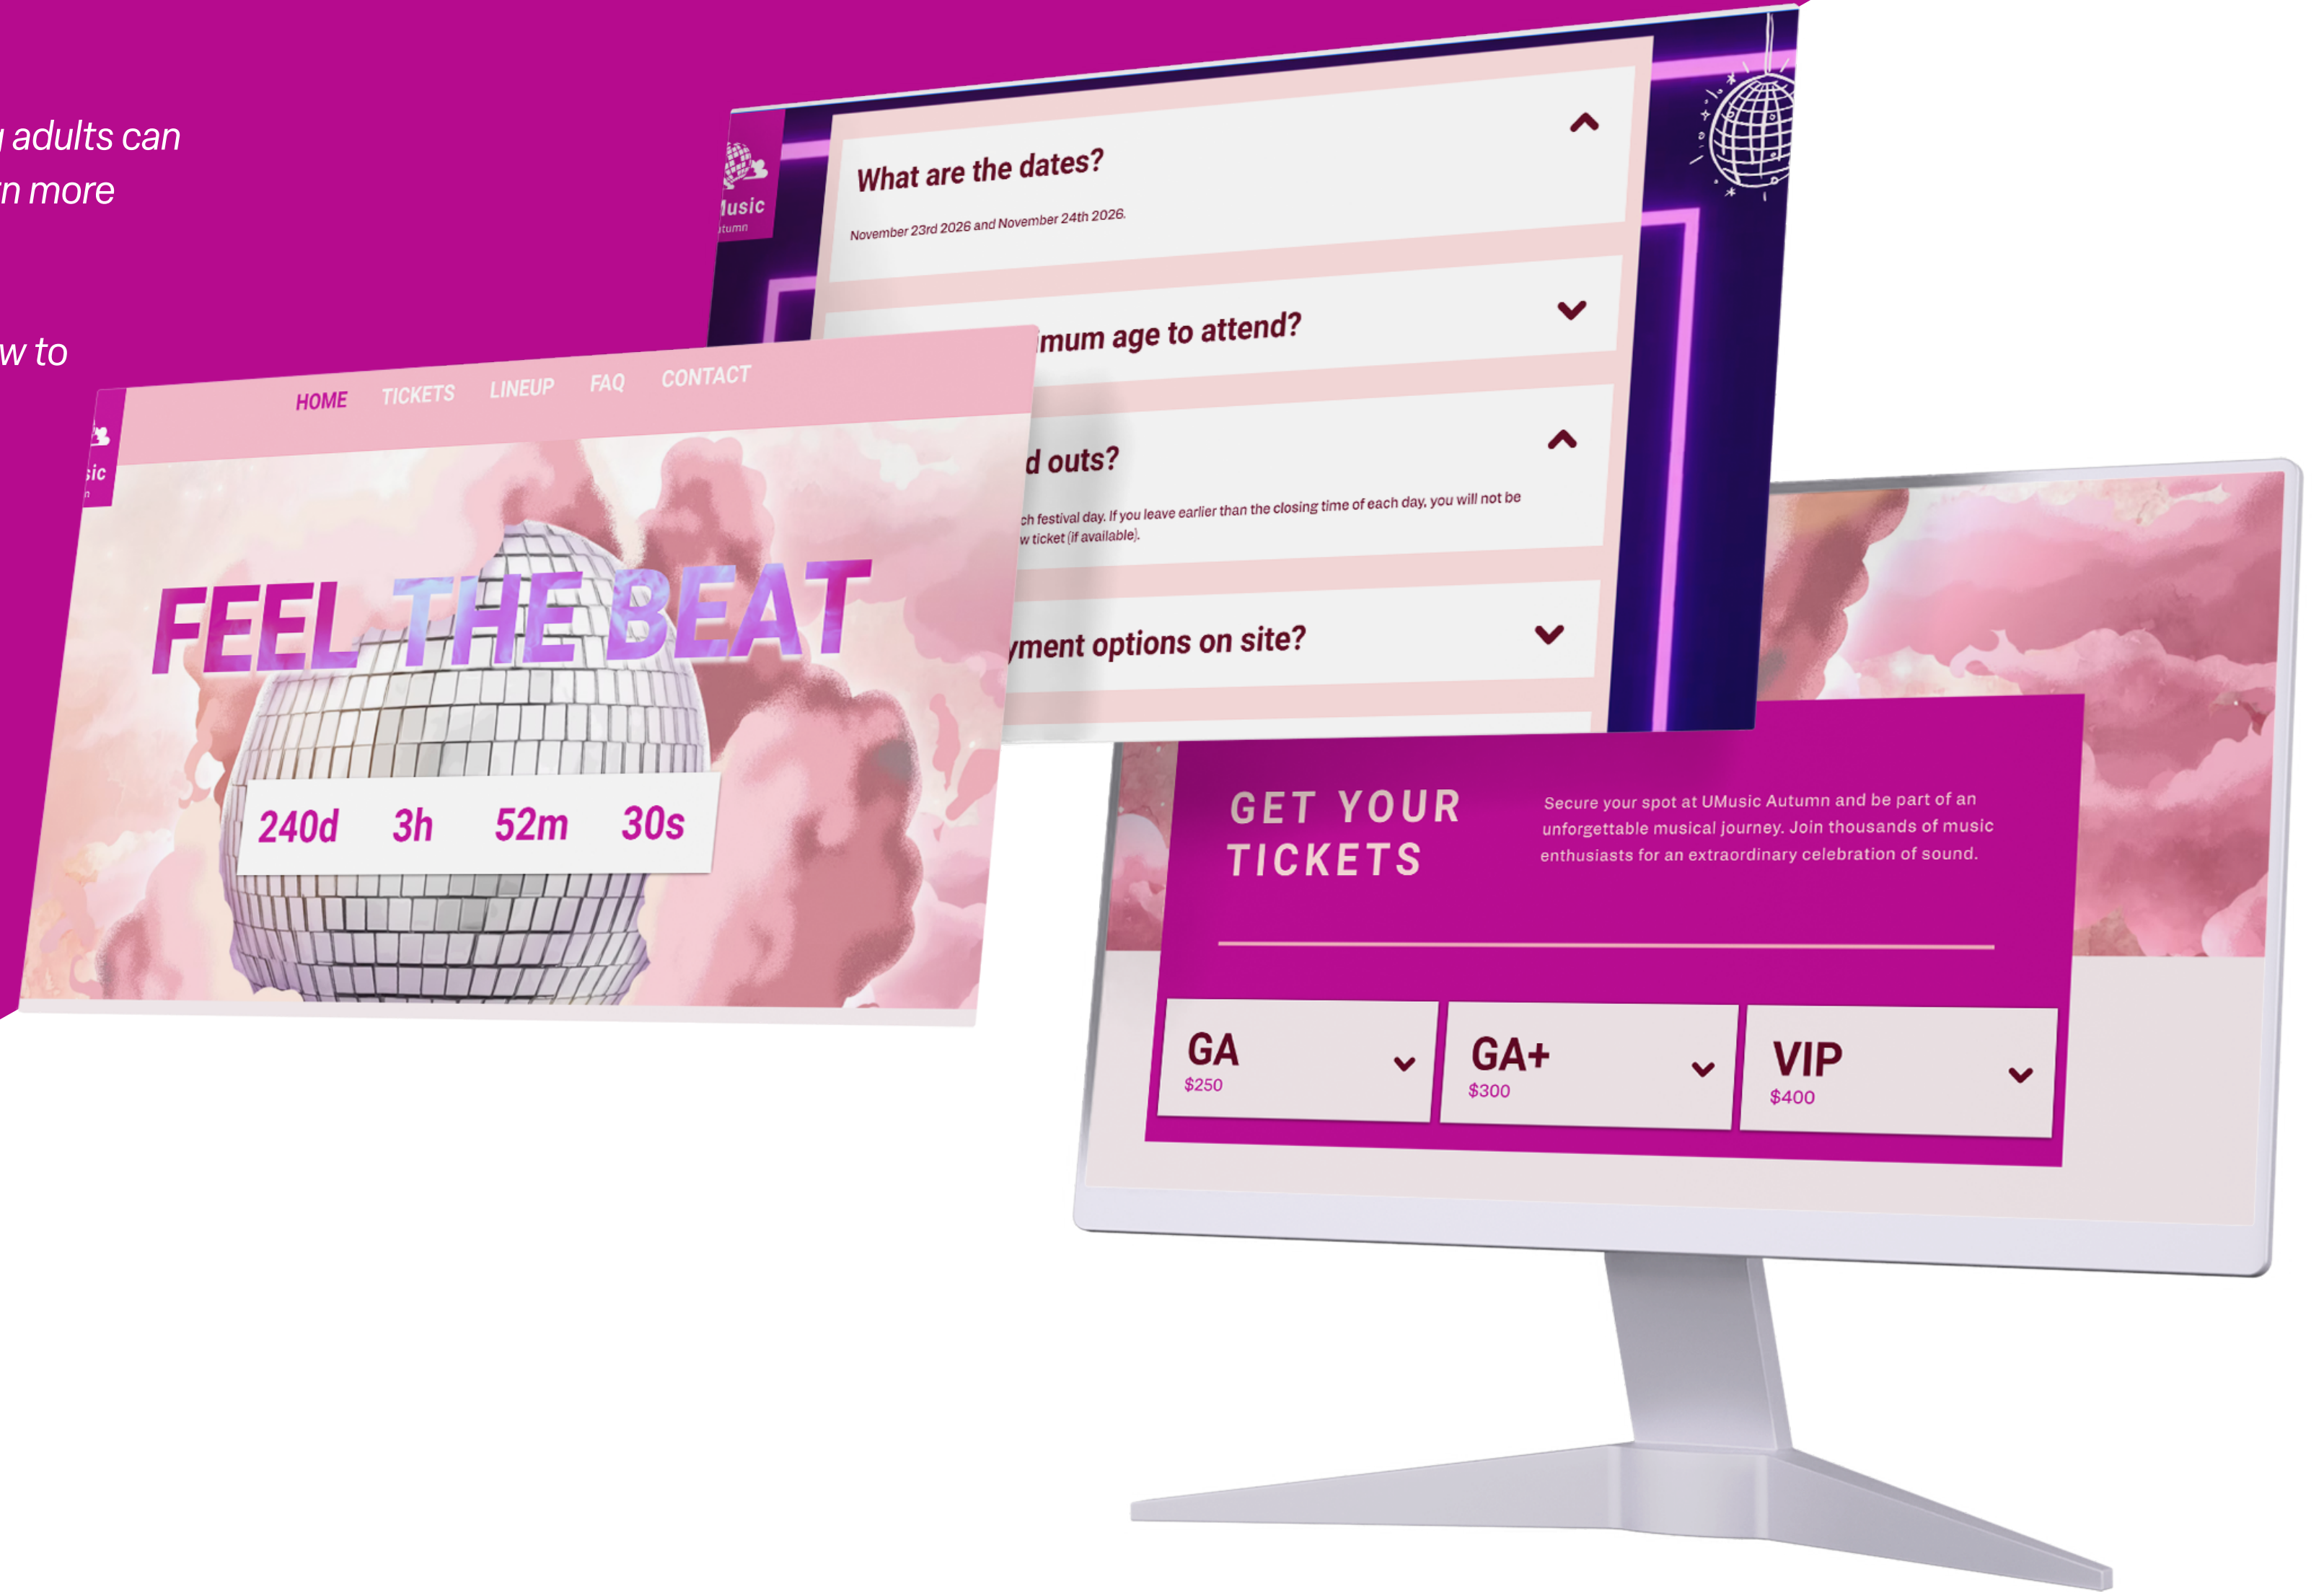 adults can
more
to
Music
What are the dates?
November 23rd 2026 and November 24th 2026.
age to attend?
outs?
festival day. If you leave earlier than the closing time of each day, you will not be
ticket (if available).
options on site?
HOME TICKETS LINEUP FAQ CONTACT
FEEL THE BEAT
240d 3h 52m 30s
GET YOUR
TICKETS
Secure your spot at UMusic Autumn and be part of an
unforgettable musical journey. Join thousands of music
enthusiasts for an extraordinary celebration of sound.
GA
$250
GA+
$300
VIP
$400